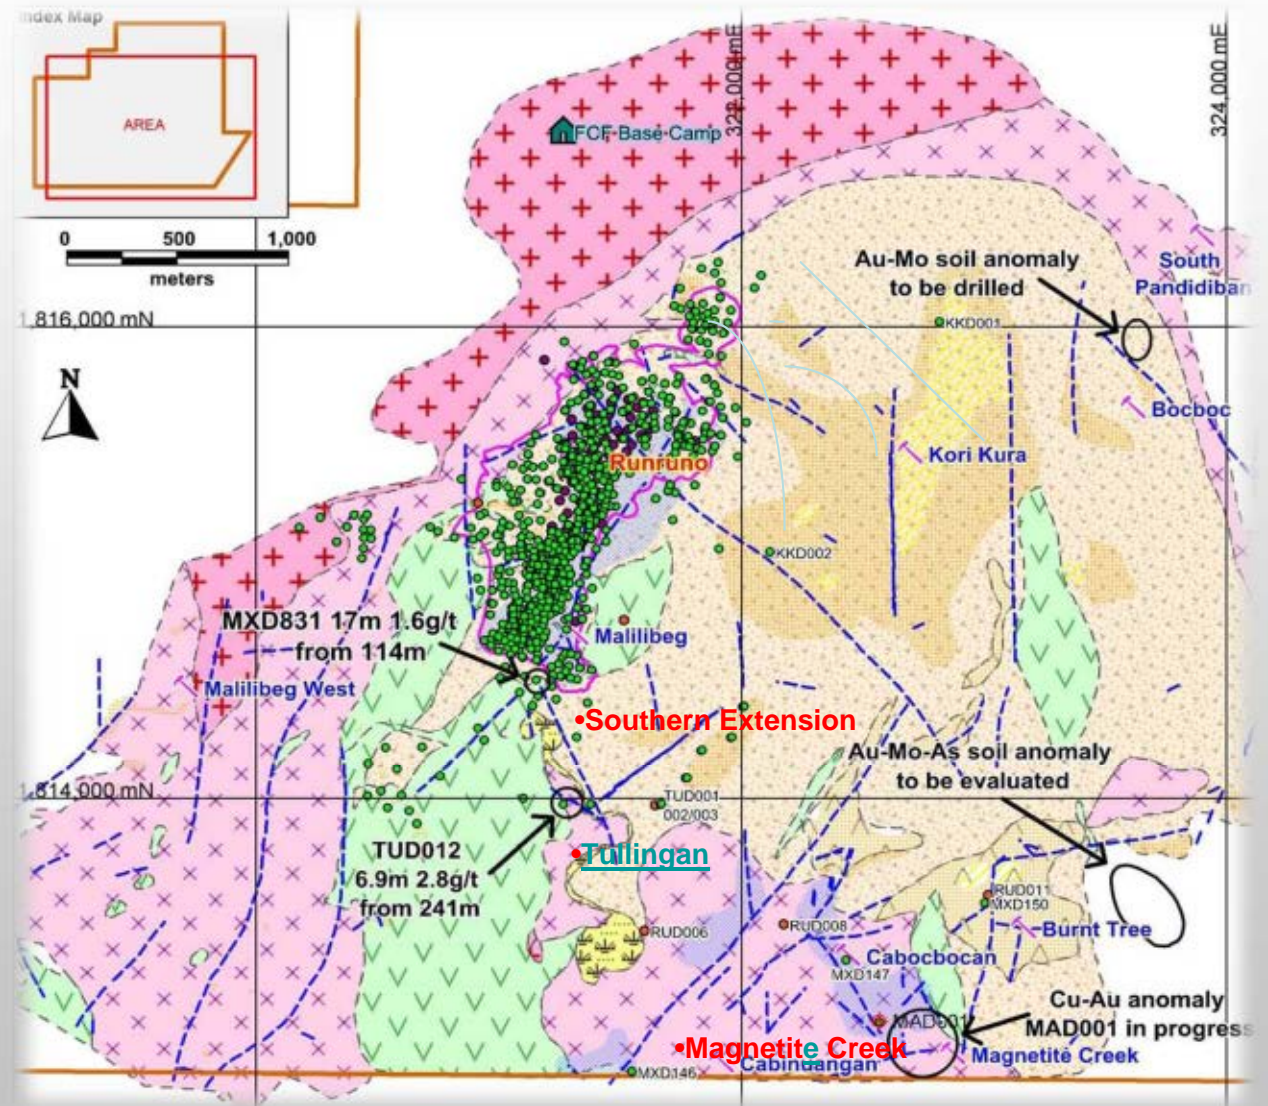 Index Map
AREA
0 500 1,000
meters
N
322,000 mE
324,000 mE
FCF Base Camp
Au-Mo soil anomaly
to be drilled
South
Pandidiban
1,816,000 mN
KKD001
Bocboc
Kori Kura
Runruno
KKD002
MXD831 17m 1.6g/t
from 114m
Malilibeg
Malilibeg West
•Southern Extension
Au-Mo-As soil anomaly
to be evaluated
1,814,000 mN
TUD001
002/003
TUD012
6.9m 2.8g/t
from 241m
•Tullingan
RUD011
MXD150
RUD006
RUD008
Burnt Tree
Cabocbocan
MXD147
Cu-Au anomaly
MAD001 in progress
MAD001
•Magnetite Creek
Magnetite Creek
Cabinuangan
MXD146